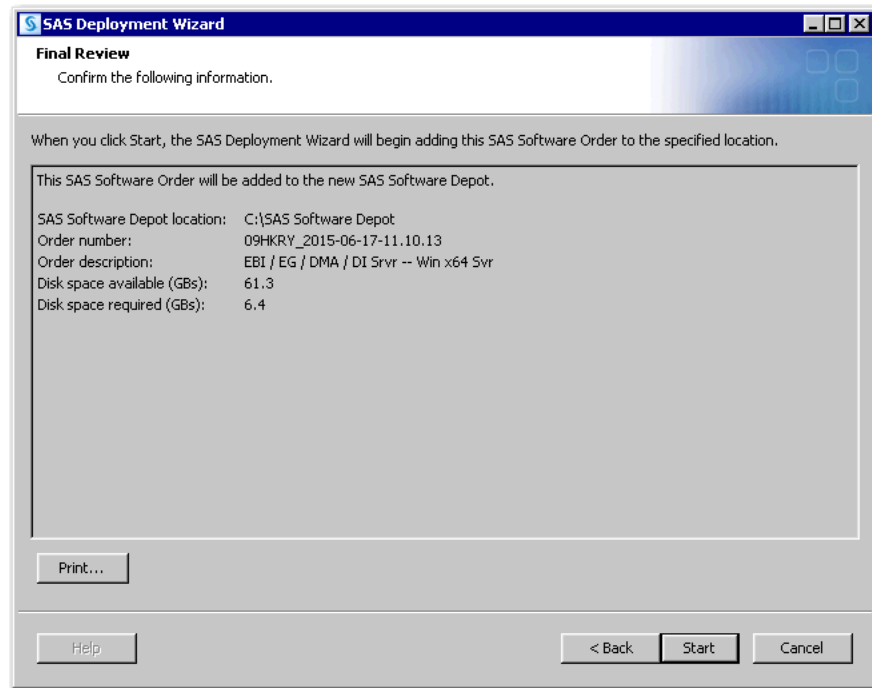 SAS Deployment Wizard
Final Review
Confirm the following information.
When you click Start, the SAS Deployment Wizard will begin adding this SAS Software Order to the specified location.
This SAS Software Order will be added to the new SAS Software Depot.
SAS Software Depot location: C:\SAS Software Depot
Order number: 09HKRY_2015-06-17-11.10.13
Order description: EBI / EG / DMA / DI Srvr -- Win x64 Svr
Disk space available (GBs): 61.3
Disk space required (GBs): 6.4
Print...
Help < Back Start Cancel